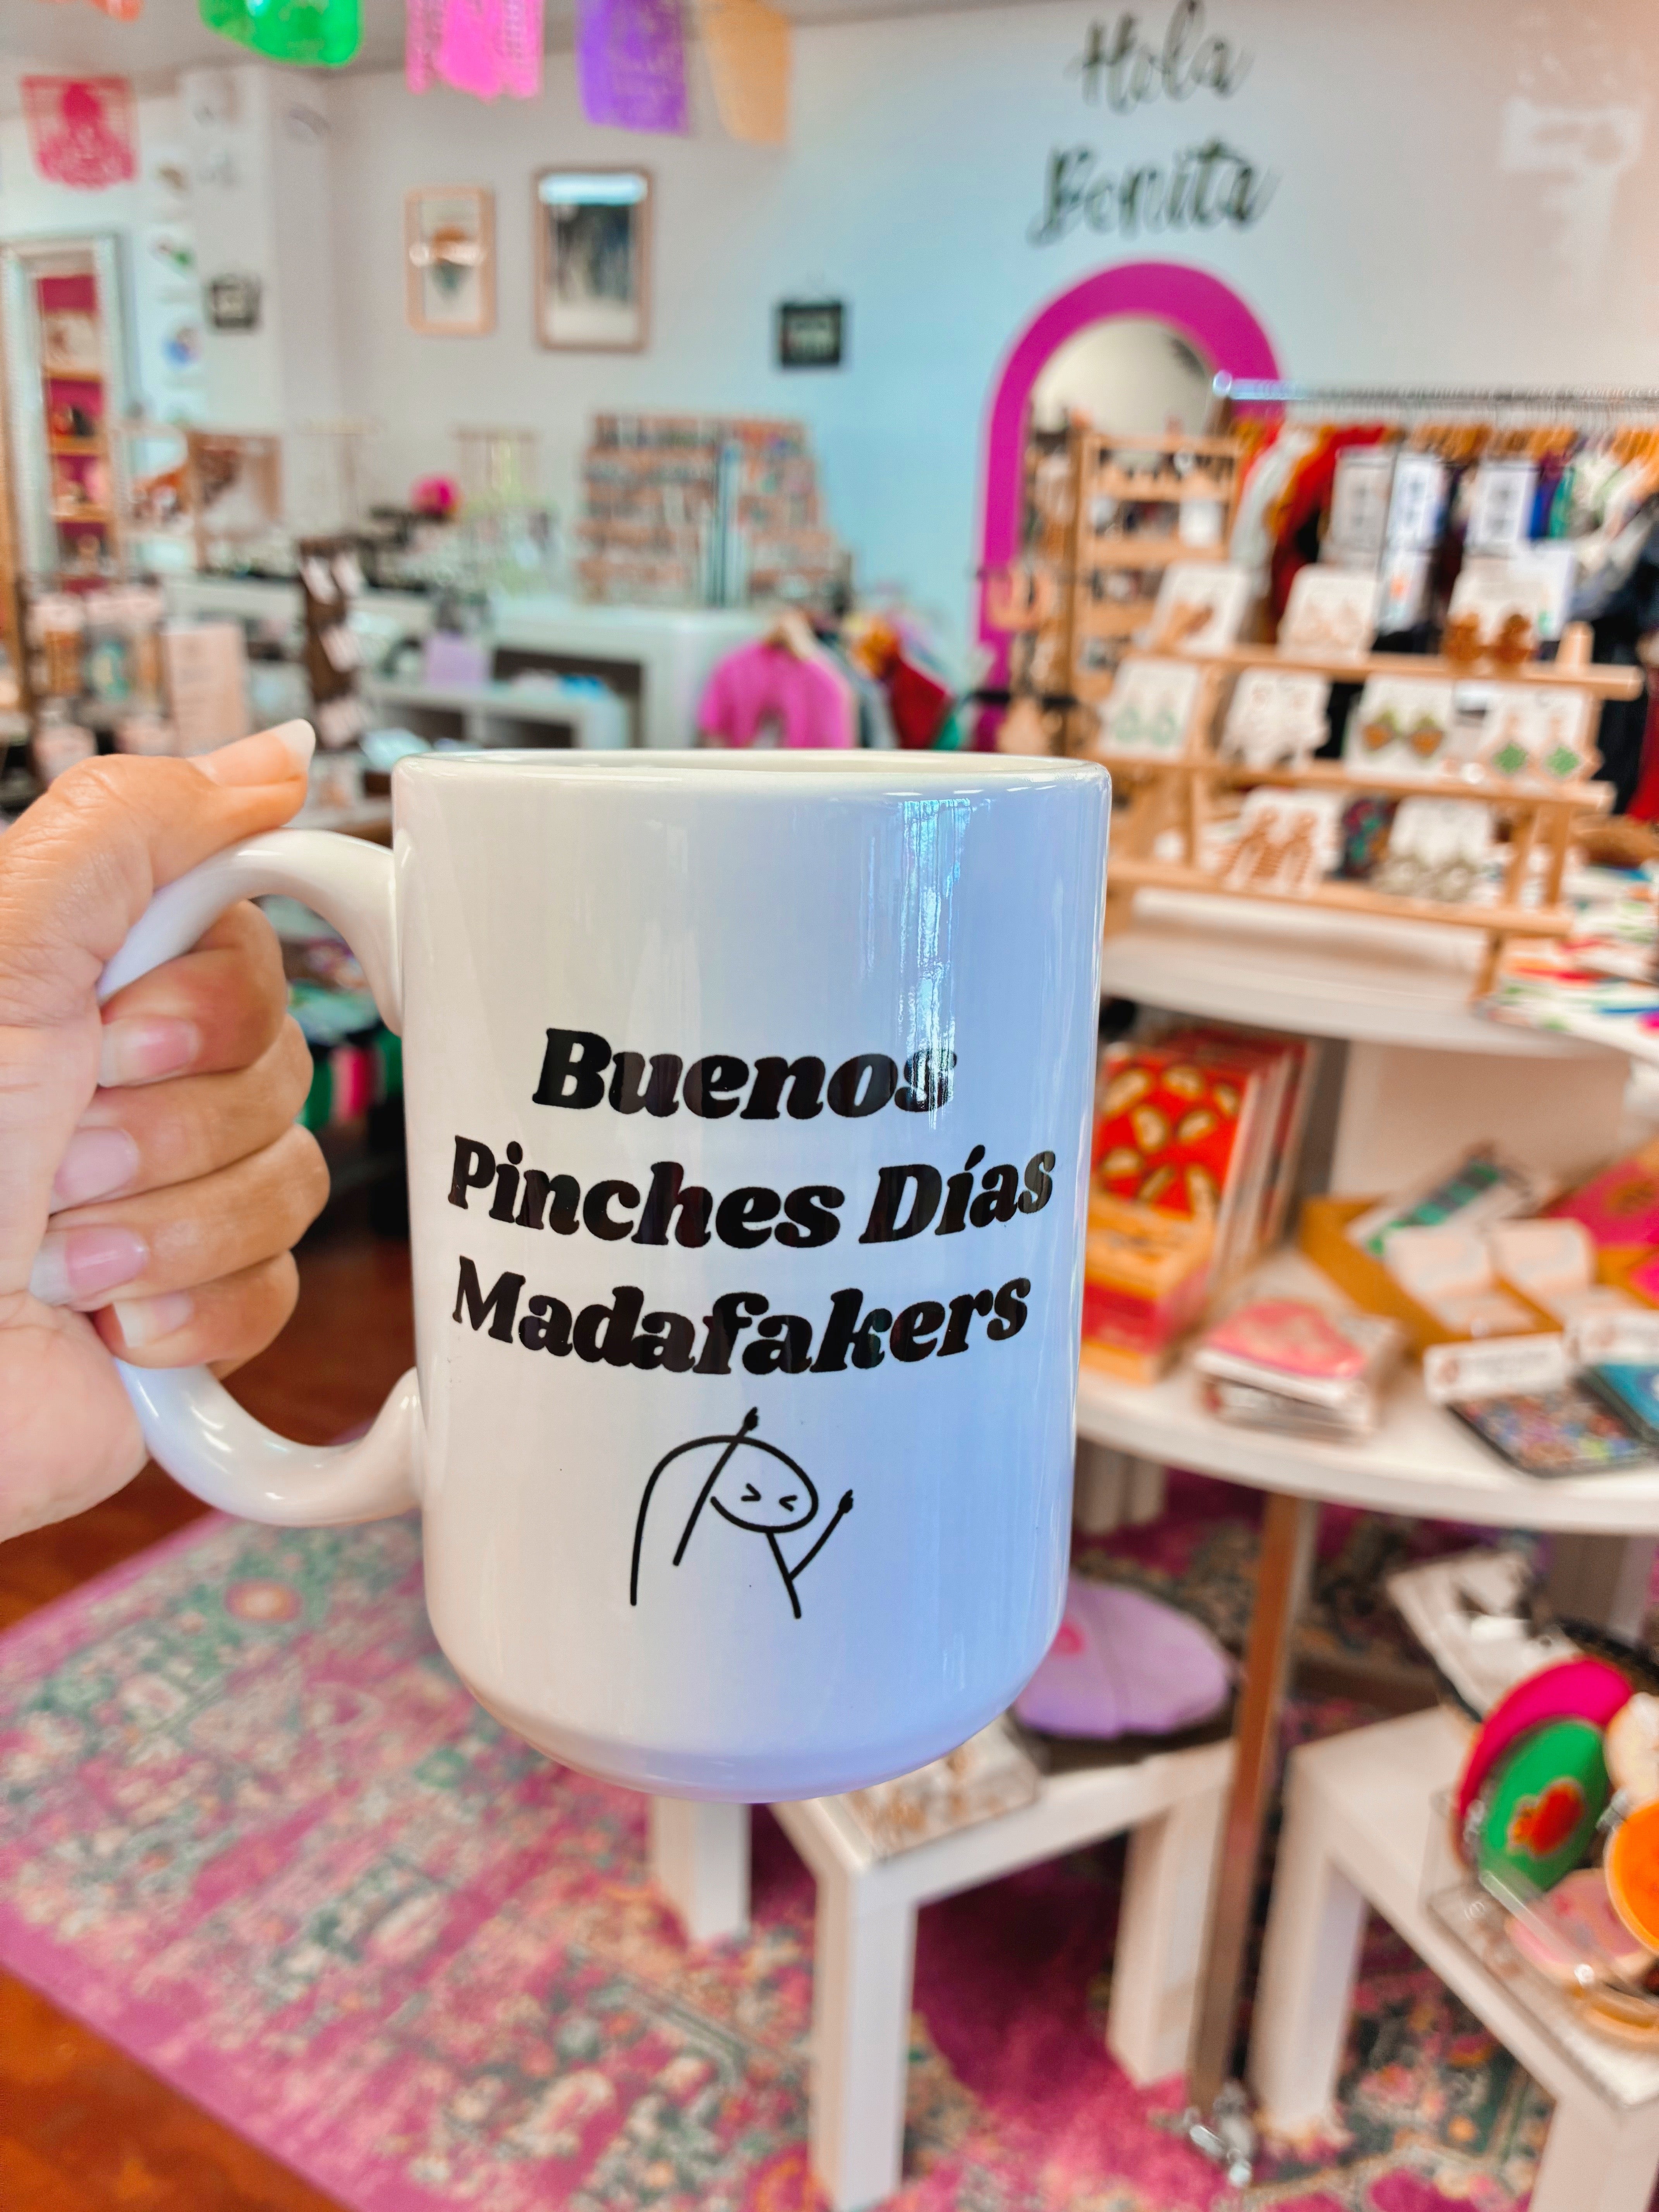 Hola
Bonita
Buenos
Pinches Días
Madafakers